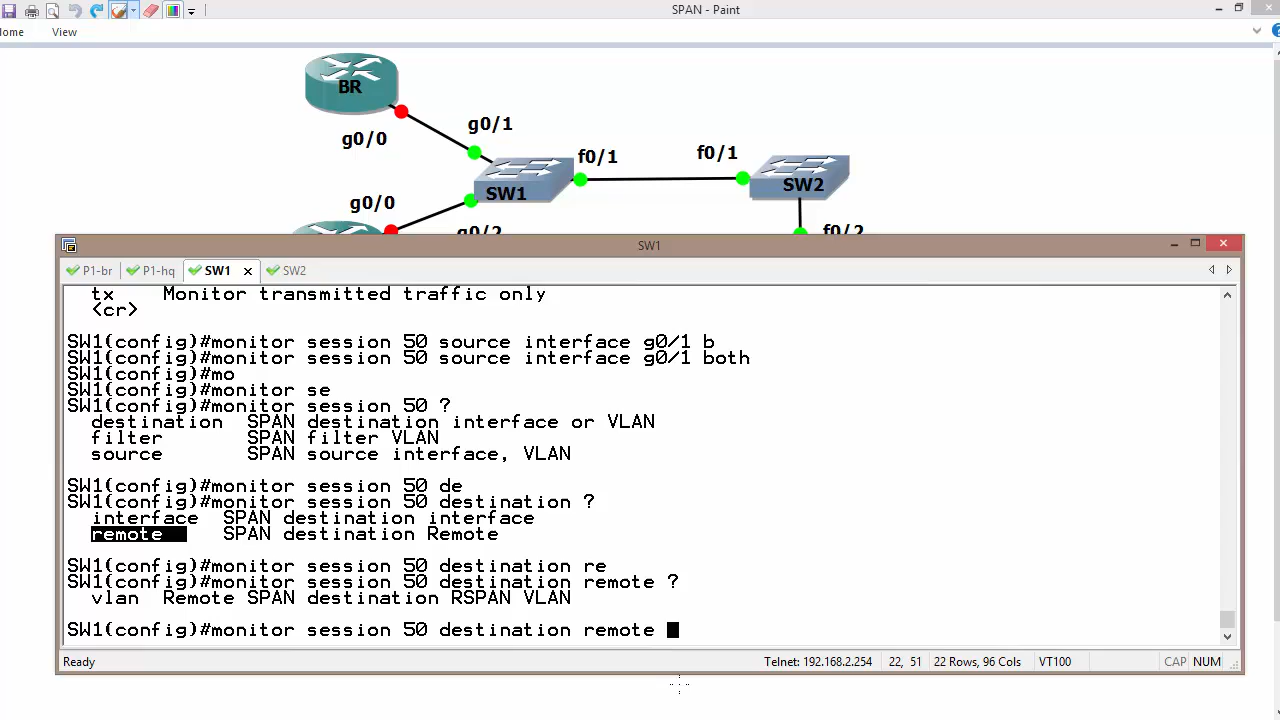 SPAN - Paint
ome
View
BR
g0/1
g0/0
f0/1
f0/1
SW1
SW2
g0/0
g0/2
f0/2
SW1
P1-br
P1-hq
SW1
SW2
tx Monitor transmitted traffic only
<cr>
SW1(config)#monitor session 50 source interface g0/1 b
SW1(config)#monitor session 50 source interface g0/1 both
SW1(config)#mo
SW1(config)#monitor se
SW1(config)#monitor session 50 ?
destination SPAN destination interface or VLAN
filter SPAN filter VLAN
source SPAN source interface, VLAN
SW1(config)#monitor session 50 de
SW1(config)#monitor session 50 destination ?
interface SPAN destination interface
remote SPAN destination Remote
SW1(config)#monitor session 50 destination re
SW1(config)#monitor session 50 destination remote ?
vlan Remote SPAN destination RSPAN VLAN
SW1(config)#monitor session 50 destination remote
Ready
Telnet: 192.168.2.254
22, 51
22 Rows, 96 Cols
VT100
CAP
NUM